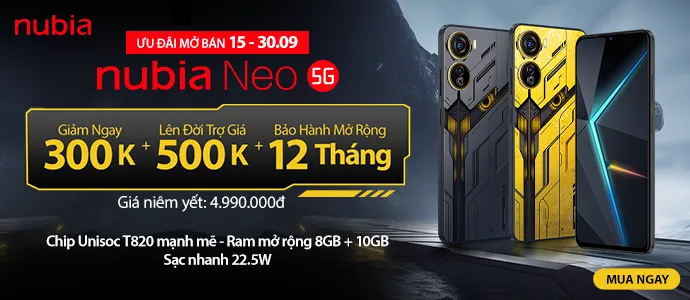 nubia
ƯU ĐÃI MỞ BÁN 15 - 30.09
nubia Neo 5G
Giảm Ngay + Lên Đời Trợ Giá + Bảo Hành Mở Rộng
300K 500K 12 Tháng
Giá niêm yết: 4.990.000đ
Chip Unisoc T820 mạnh mẽ - Ram mở rộng 8GB + 10GB
Sạc nhanh 22.5W
MUA NGAY